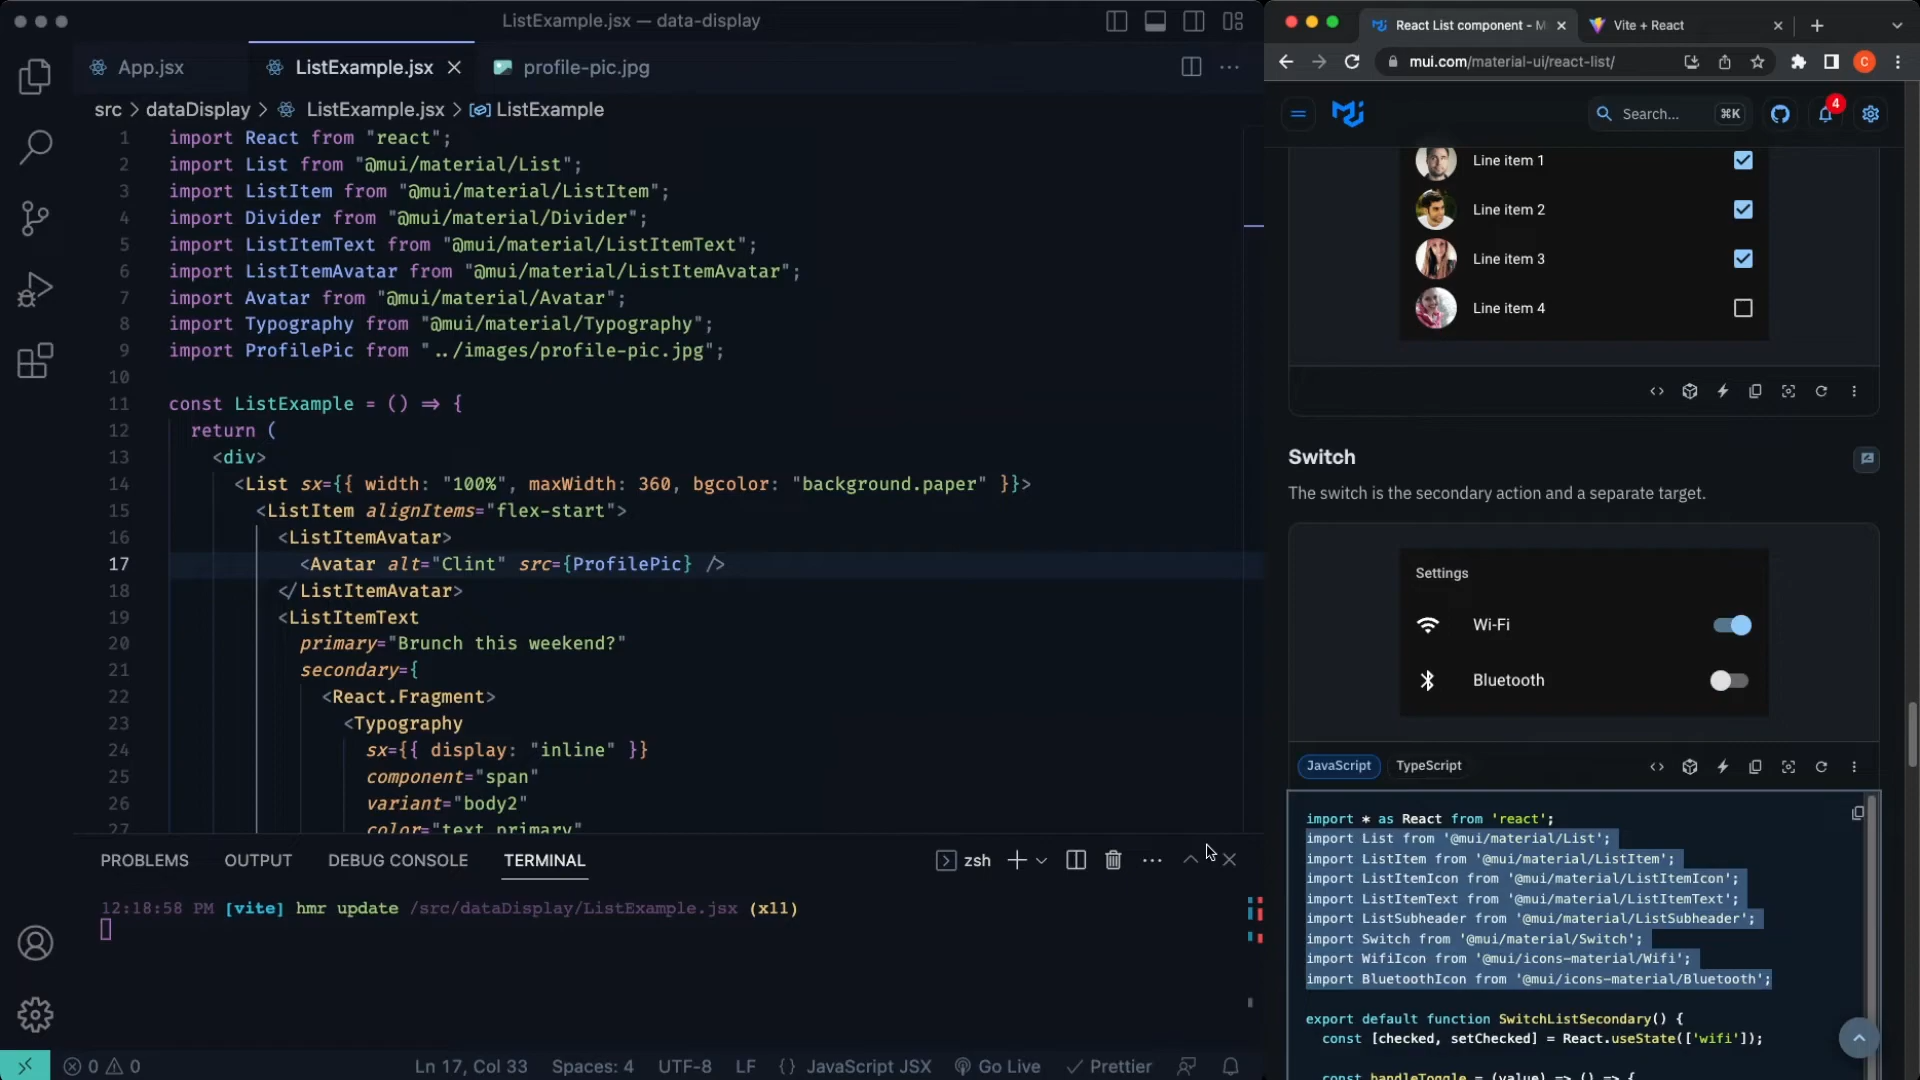 ListExample.jsx — data-display
App.jsx
ListExample.jsx
profile-pic.jpg
src > dataDisplay > ListExample.jsx > ListExample
1 import React from "react";
2 import List from "@mui/material/List";
3 import ListItem from "@mui/material/ListItem";
4 import Divider from "@mui/material/Divider";
5 import ListItemText from "@mui/material/ListItemText";
6 import ListItemAvatar from "@mui/material/ListItemAvatar";
7 import Avatar from "@mui/material/Avatar";
8 import Typography from "@mui/material/Typography";
9 import ProfilePic from "../images/profile-pic.jpg";
10
11 const ListExample = () => {
12 return (
13 <div>
14 <List sx={{ width: "100%", maxWidth: 360, bgcolor: "background.paper" }}>
15 <ListItem alignItems="flex-start">
16 <ListItemAvatar>
17 <Avatar alt="Clint" src={ProfilePic} />
18 </ListItemAvatar>
19 <ListItemText
20 primary="Brunch this weekend?"
21 secondary={
22 <React.Fragment>
23 <Typography
24 sx={{ display: "inline" }}
25 component="span"
26 variant="body2"
27 color="text.primary"
PROBLEMS OUTPUT DEBUG CONSOLE TERMINAL
zsh
12:18:58 PM [vite] hmr update /src/dataDisplay/ListExample.jsx (x11)
0 0
Ln 17, Col 33 Spaces: 4 UTF-8 LF {} JavaScript JSX Go Live Prettier
React List component - M
Vite + React
mui.com/material-ui/react-list/
C
Search... ⌘K
4
Line item 1
Line item 2
Line item 3
Line item 4
Switch
The switch is the secondary action and a separate target.
Settings
Wi-Fi
Bluetooth
JavaScript TypeScript
import * as React from 'react';
import List from '@mui/material/List';
import ListItem from '@mui/material/ListItem';
import ListItemIcon from '@mui/material/ListItemIcon';
import ListItemText from '@mui/material/ListItemText';
import ListSubheader from '@mui/material/ListSubheader';
import Switch from '@mui/material/Switch';
import WifiIcon from '@mui/icons-material/Wifi';
import BluetoothIcon from '@mui/icons-material/Bluetooth';
export default function SwitchListSecondary() {
const [checked, setChecked] = React.useState(['wifi']);
const handleToggle = (value) => () => {